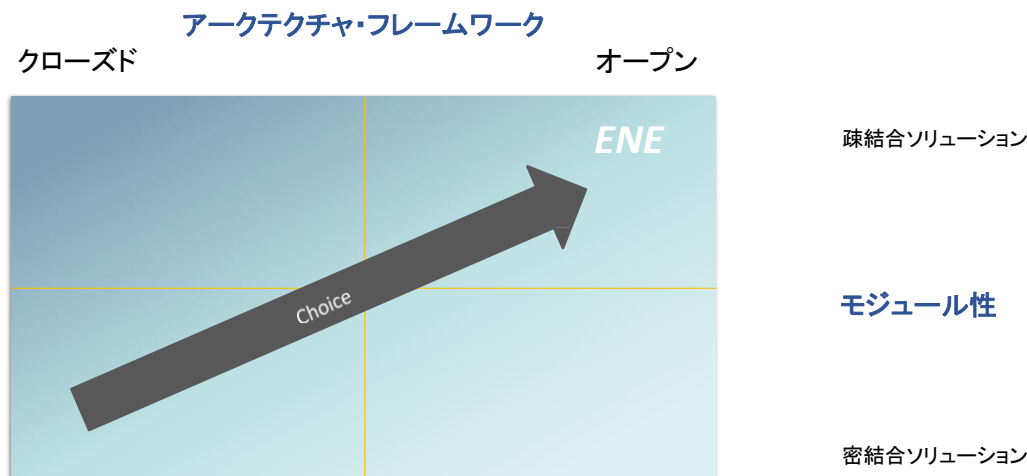 アークテクチャ・フレームワーク
クローズド
オープン
ENE
疎結合ソリューション
Choice
モジュール性
密結合ソリューション